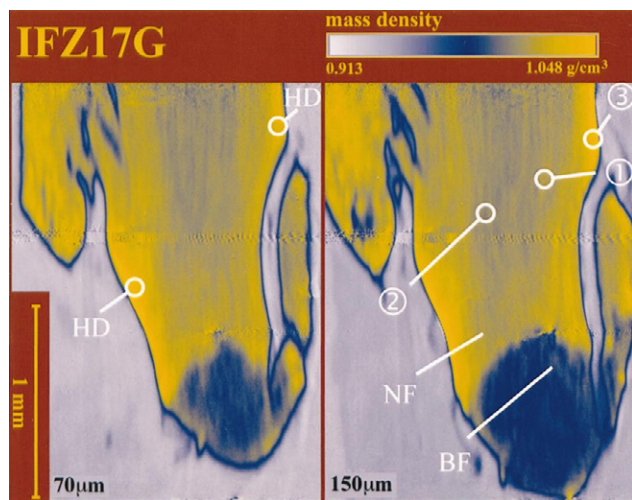 IFZ17G
mass density
0.913
1.048 g/cm³
HD
HD
1 mm
70μm
③
①
②
NF
BF
150μm